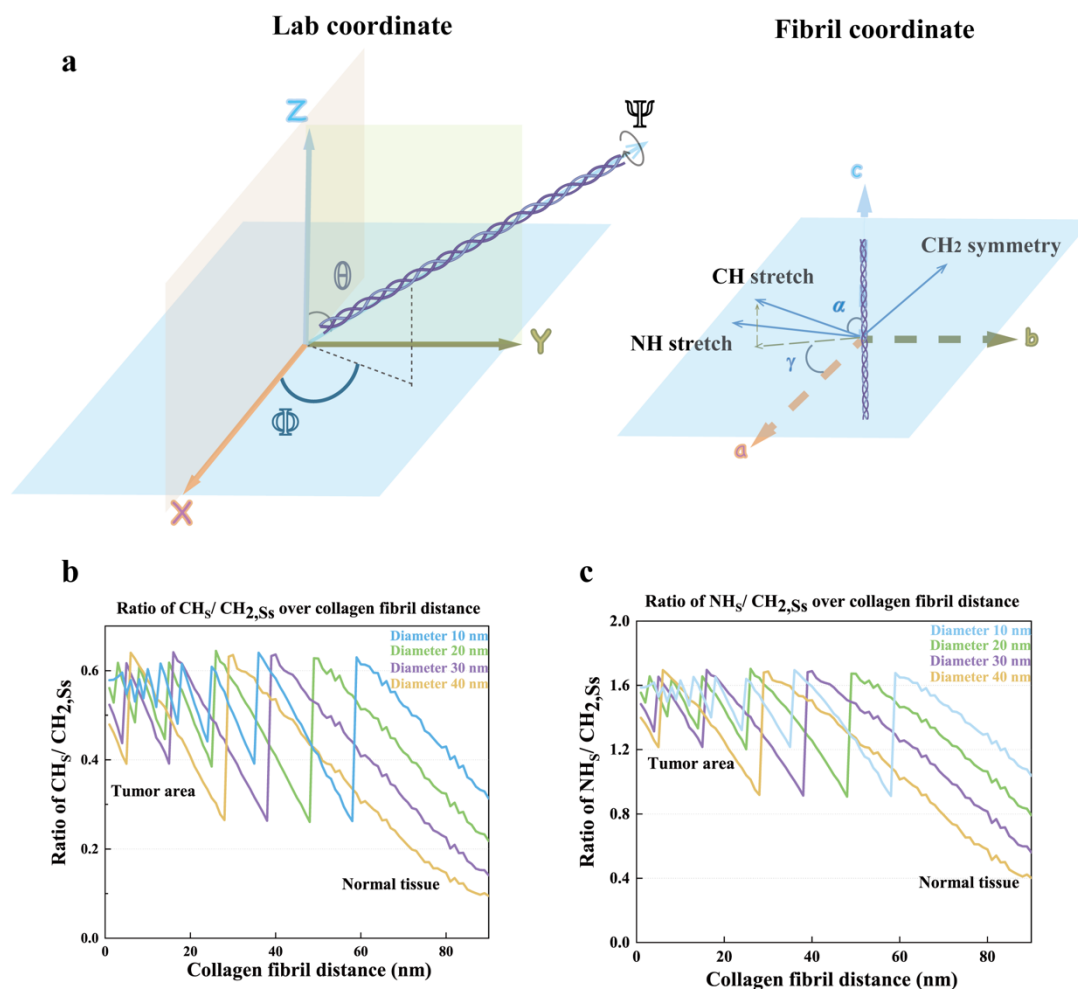 Lab coordinate
Fibril coordinate
a
Z
Ψ
Θ
Y
Φ
X
c
CH2 symmetry
CH stretch
α
NH stretch
γ
b
a
b
Ratio of CHS/ CH2,Ss over collagen fibril distance
Diameter 10 nm
Diameter 20 nm
Diameter 30 nm
Diameter 40 nm
Ratio of CHS/ CH2,Ss
0.6
0.4
0.2
0.0
Tumor area
Normal tissue
0 20 40 60 80
Collagen fibril distance (nm)
c
Ratio of NHS/ CH2,Ss over collagen fibril distance
Diameter 10 nm
Diameter 20 nm
Diameter 30 nm
Diameter 40 nm
Ratio of NHS/ CH2,Ss
2.0
1.6
1.2
0.8
0.4
0.0
Tumor area
Normal tissue
0 20 40 60 80
Collagen fibril distance (nm)